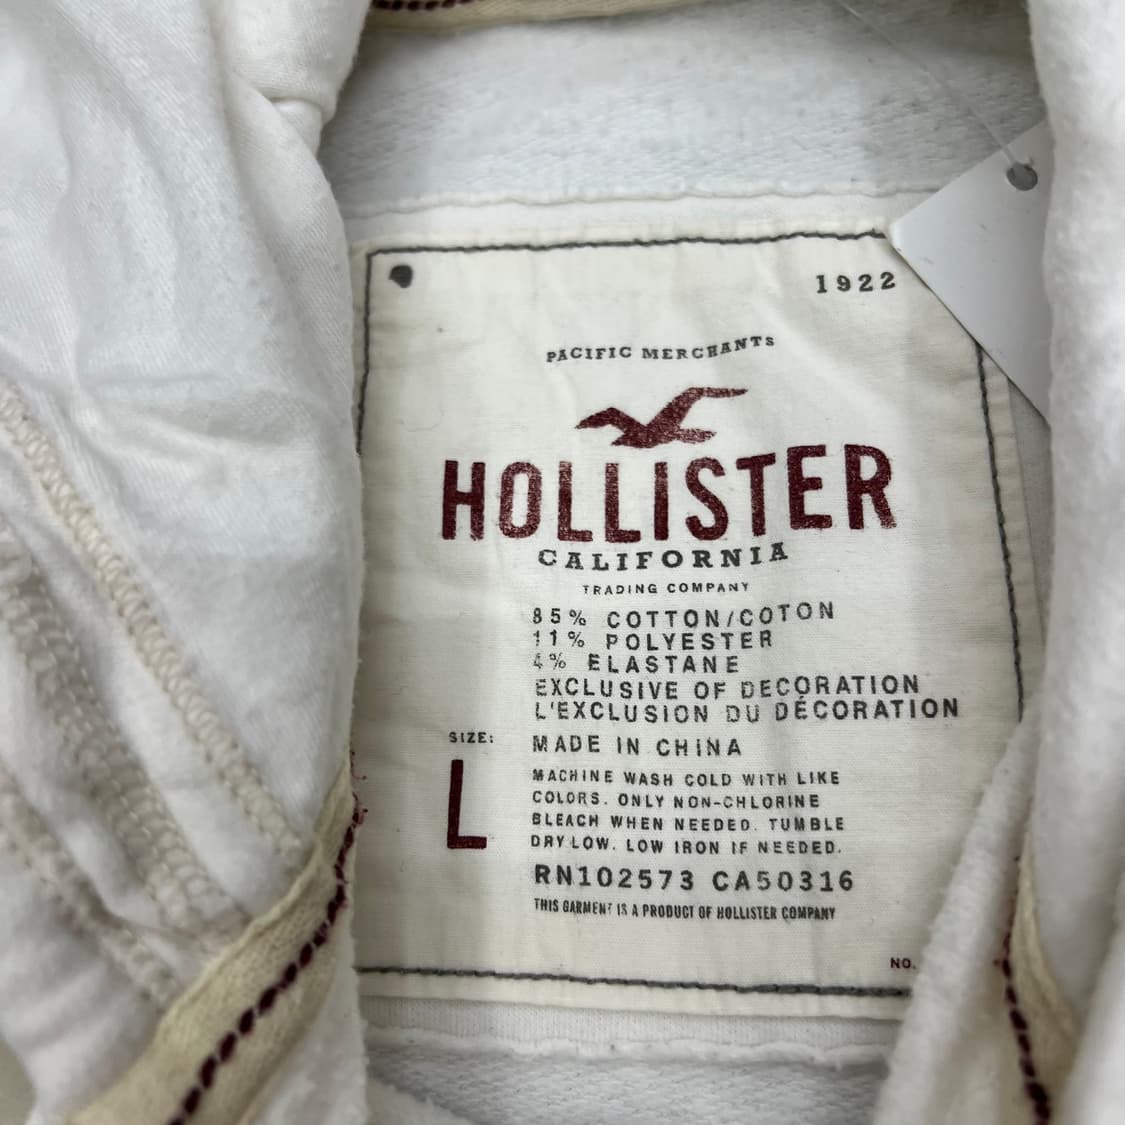 1922
PACIFIC MERCHANTS
HOLLISTER
CALIFORNIA
TRADING COMPANY
85% COTTON/COTON
11% POLYESTER
4% ELASTANE
EXCLUSIVE OF DECORATION
L'EXCLUSION DU DÉCORATION
SIZE:
L
MADE IN CHINA
MACHINE WASH COLD WITH LIKE
COLORS. ONLY NON-CHLORINE
BLEACH WHEN NEEDED. TUMBLE
DRY LOW. LOW IRON IF NEEDED.
RN102573 CA50316
THIS GARMENT IS A PRODUCT OF HOLLISTER COMPANY
NO.